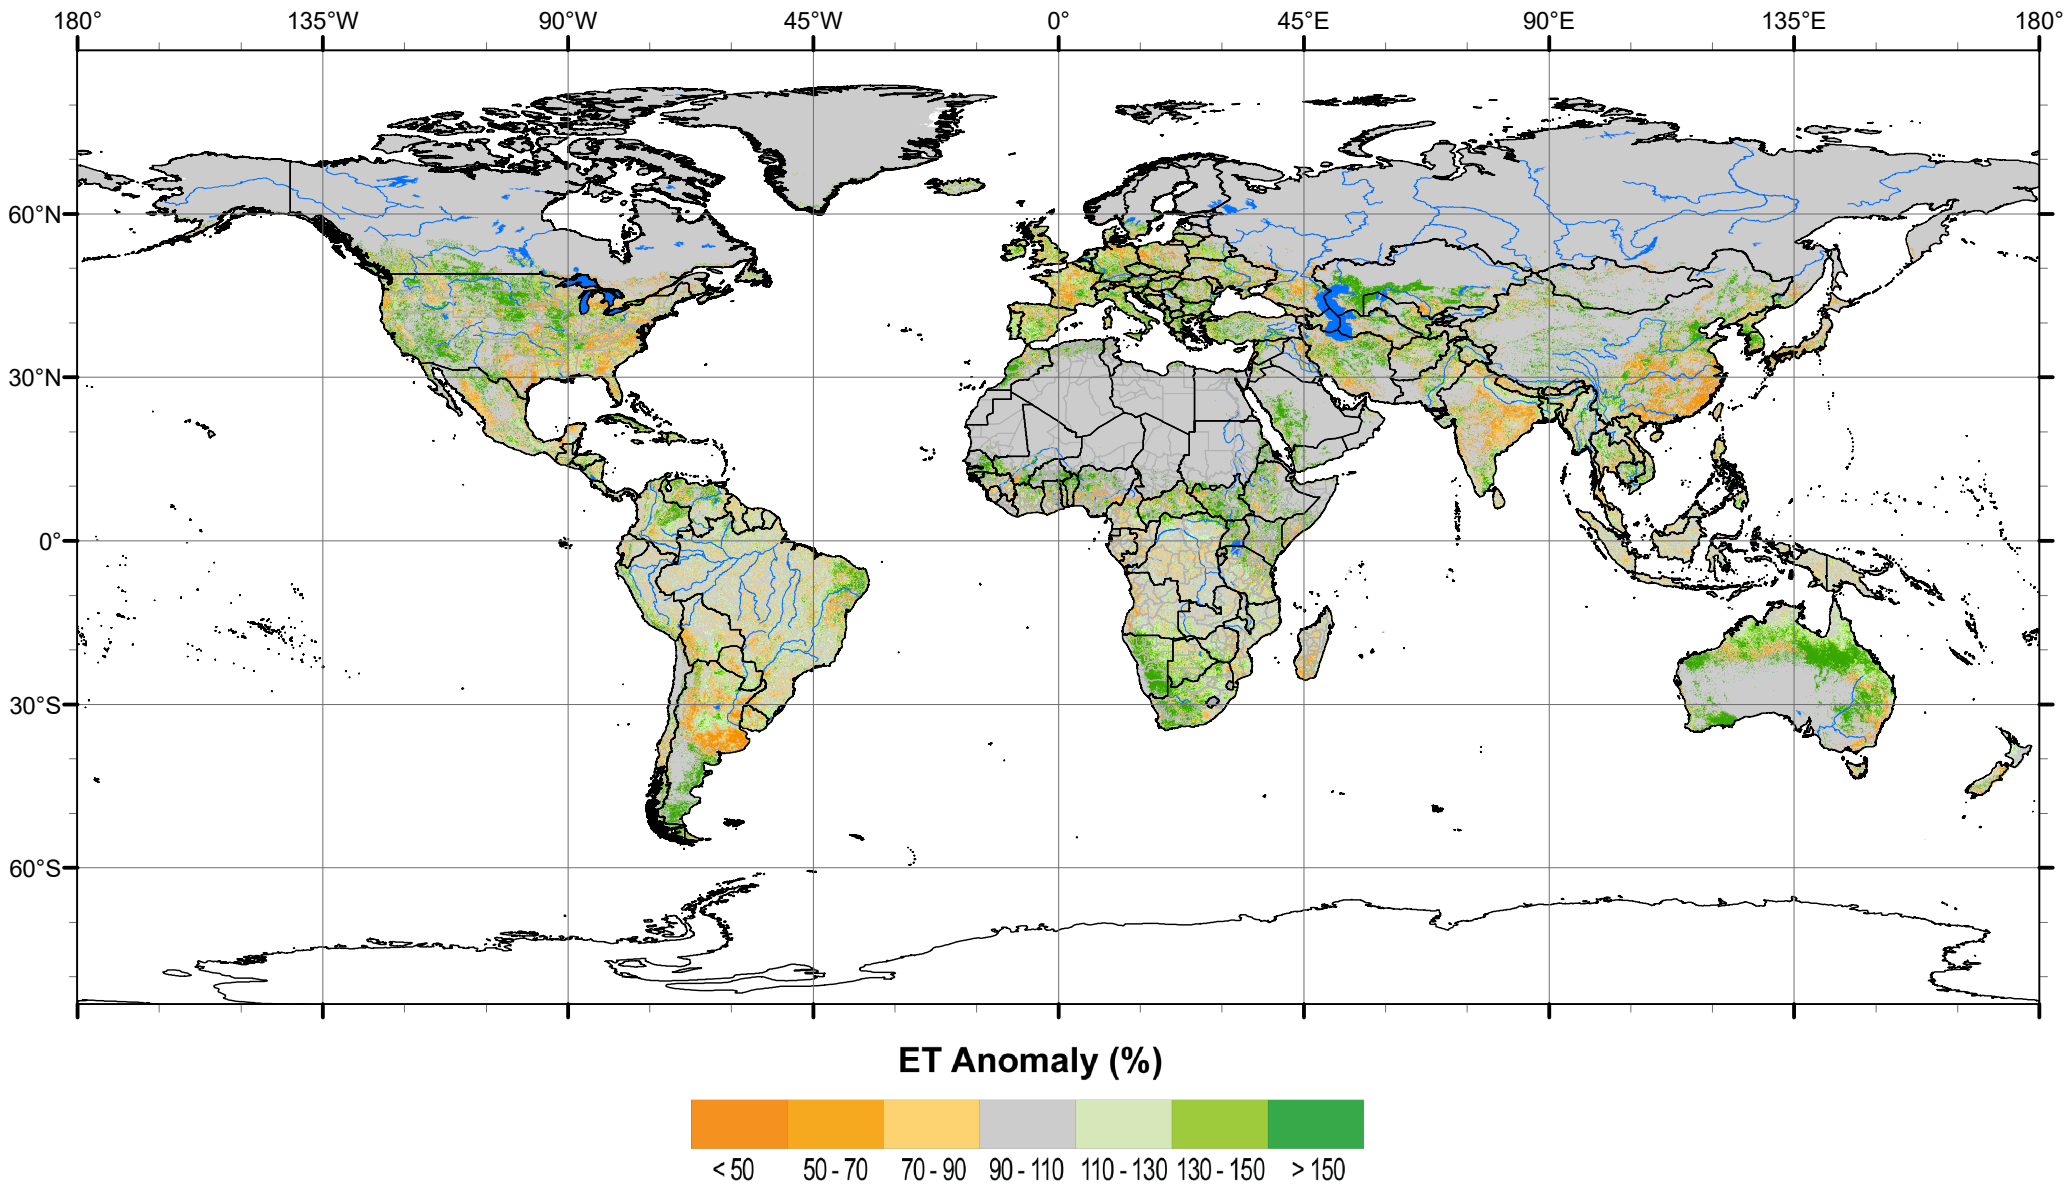 180° 135°W 90°W 45°W 0° 45°E 90°E 135°E 180°
60°N
30°N
0°
30°S
60°S
ET Anomaly (%)
< 50 50 - 70 70 - 90 90 - 110 110 - 130 130 - 150 > 150